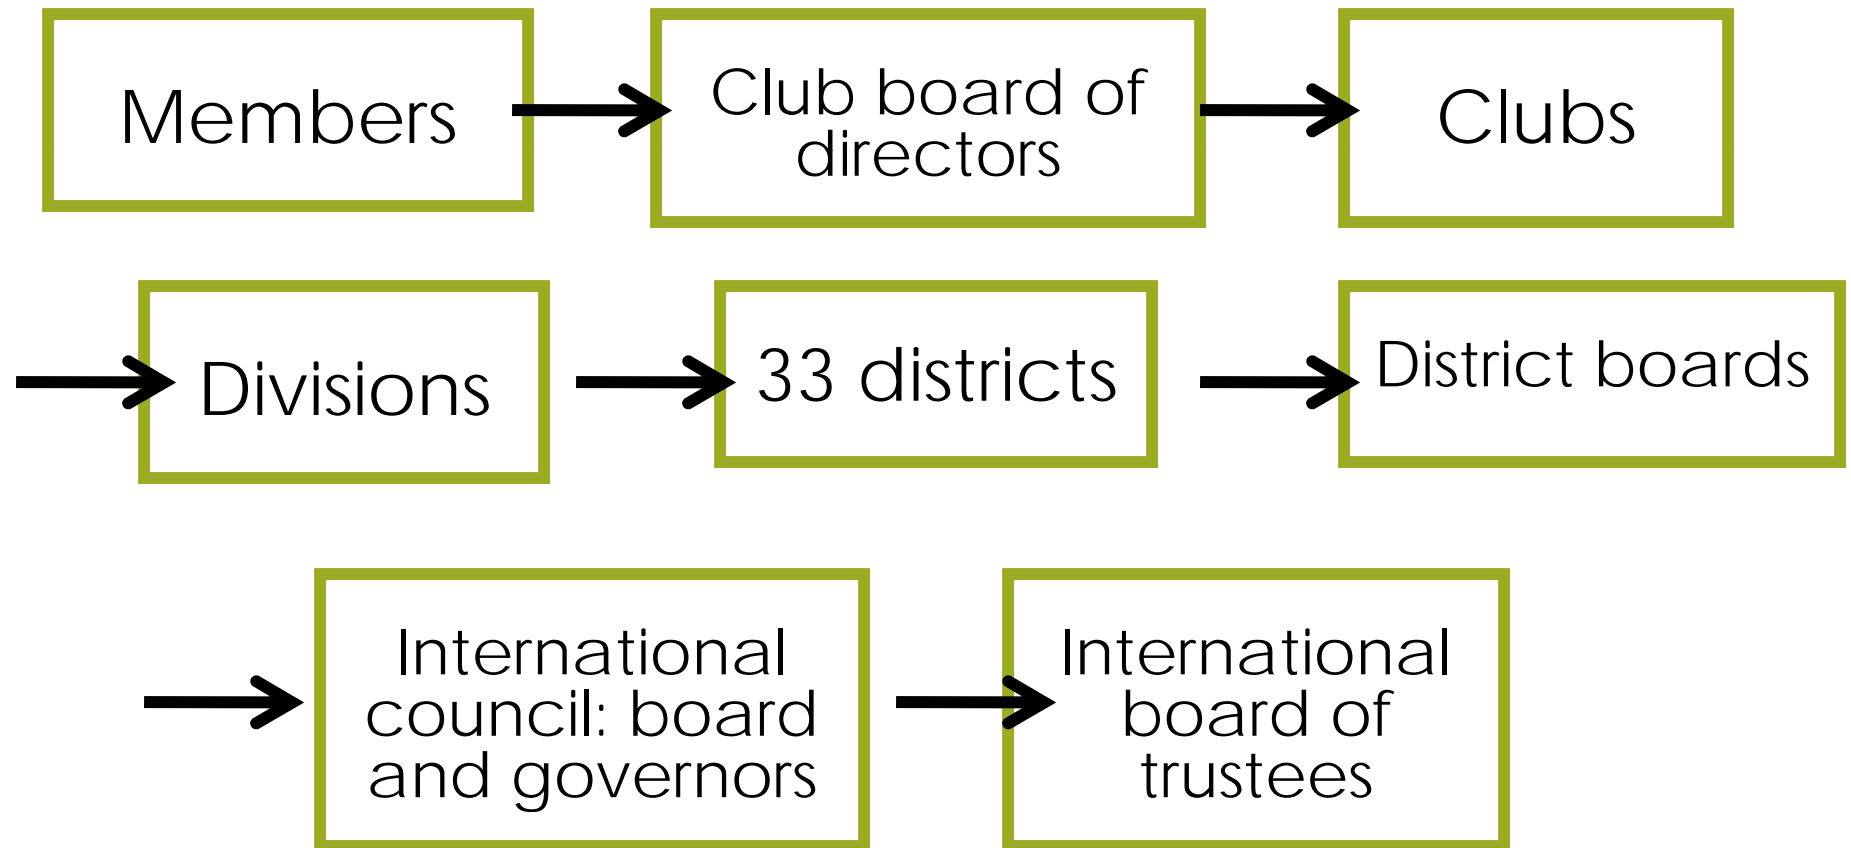 Members
Club board of
directors
Clubs
Divisions
33 districts
District boards
International
council: board
and governors
International
board of
trustees